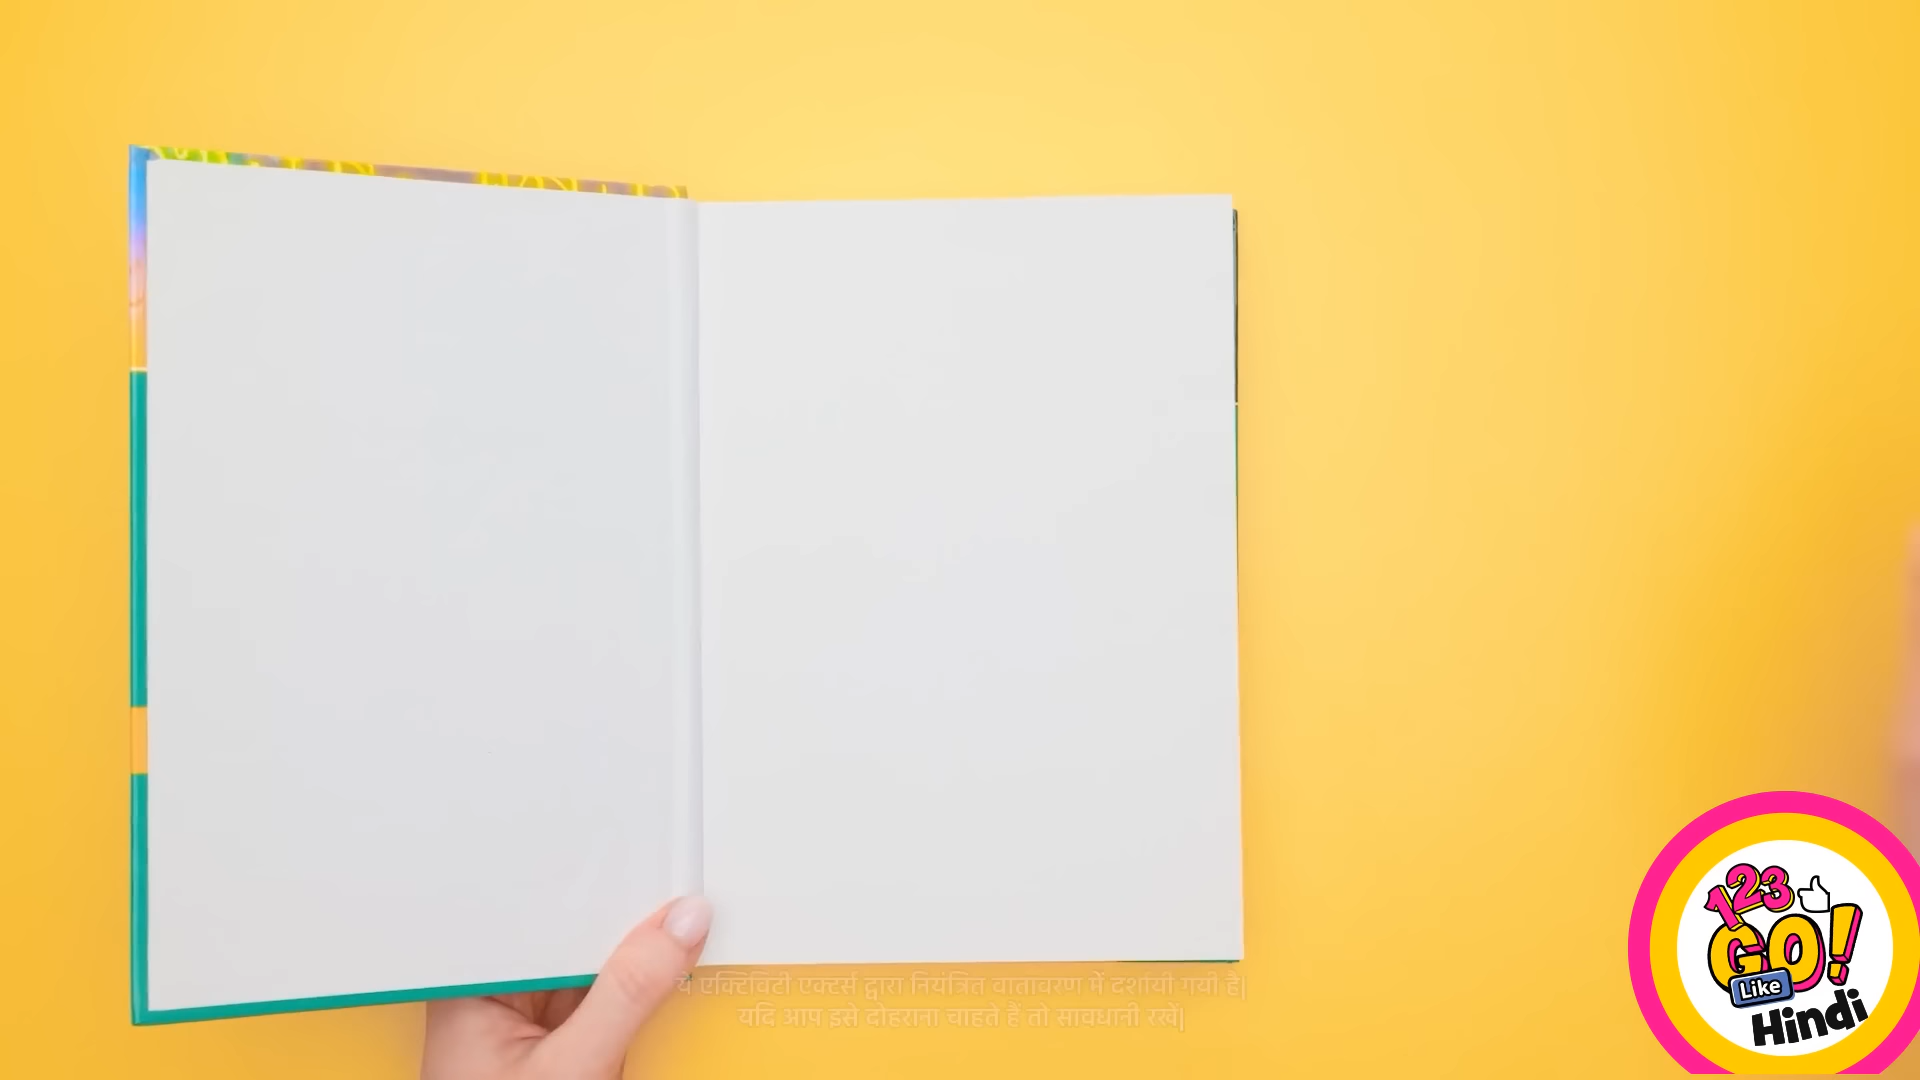 ये एक्टिविटी एक्टर्स द्वारा नियंत्रित वातावरण में दर्शायी गयी है|
यदि आप इसे दोहराना चाहते हैं तो सावधानी रखें|
123
GO!
Like
Hindi